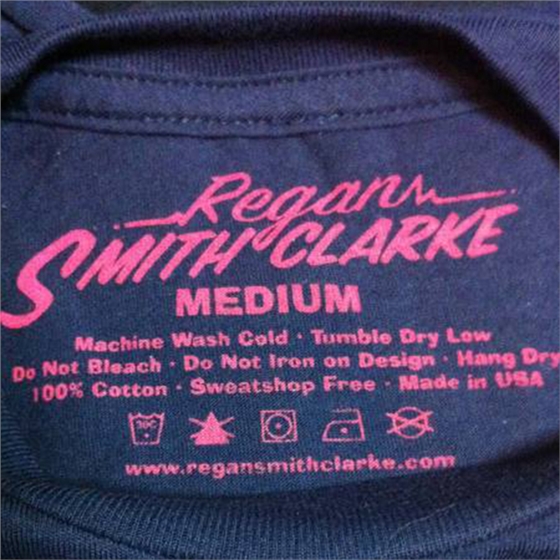 Regan
SMITH CLARKE
MEDIUM
Machine Wash Cold · Tumble Dry Low
Do Not Bleach · Do Not Iron on Design · Hang Dry
100% Cotton · Sweatshop Free · Made in USA
30C
www.regansmithclarke.com